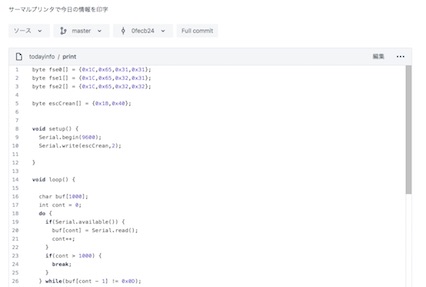 サーマルプリンタで今日の情報を印字
ソース master 0fecb24 Full commit
todayinfo / print 編集
1 byte fse0[] = {0x1C,0x65,0x31,0x31};
2 byte fse1[] = {0x1C,0x65,0x32,0x31};
3 byte fse2[] = {0x1C,0x65,0x32,0x32};
4
5 byte escCrean[] = {0x1B,0x40};
6
7
8 void setup() {
9 Serial.begin(9600);
10 Serial.write(escCrean,2);
11
12 }
13
14 void loop() {
15
16 char buf[1000];
17 int cont = 0;
18 do {
19 if(Serial.available()) {
20 buf[cont] = Serial.read();
21 cont++;
22 }
23 if(cont > 1000) {
24 break;
25 }
26 } while(buf[cont - 1] != 0x0D);